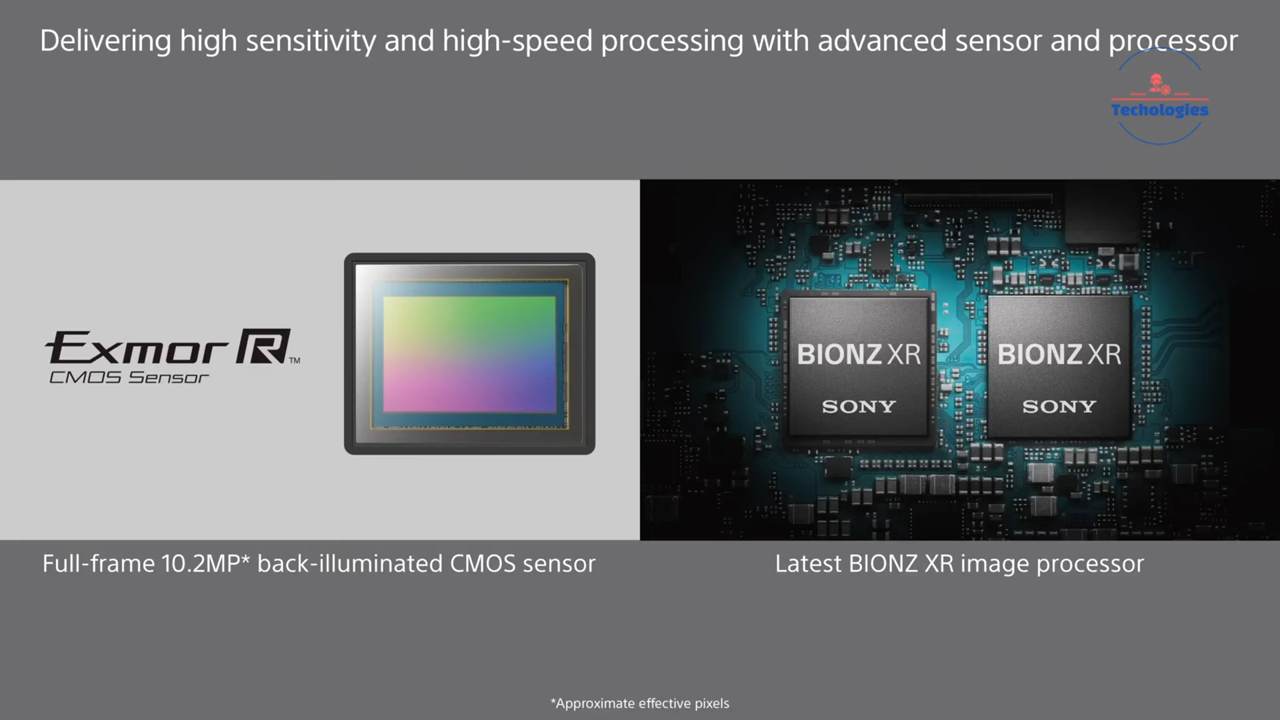 Delivering high sensitivity and high-speed processing with advanced sensor and processor
Techologies
Exmor R™
CMOS Sensor
BIONZ XR
SONY
BIONZ XR
SONY
Full-frame 10.2MP* back-illuminated CMOS sensor
Latest BIONZ XR image processor
*Approximate effective pixels